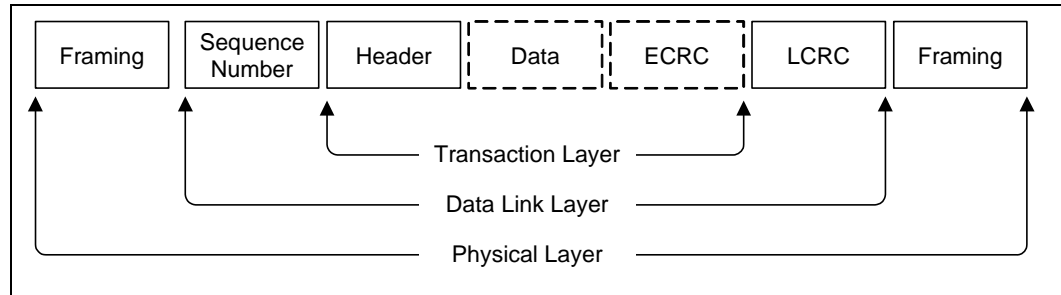 Framing
Sequence
Number
Header
Data
ECRC
LCRC
Framing
Transaction Layer
Data Link Layer
Physical Layer